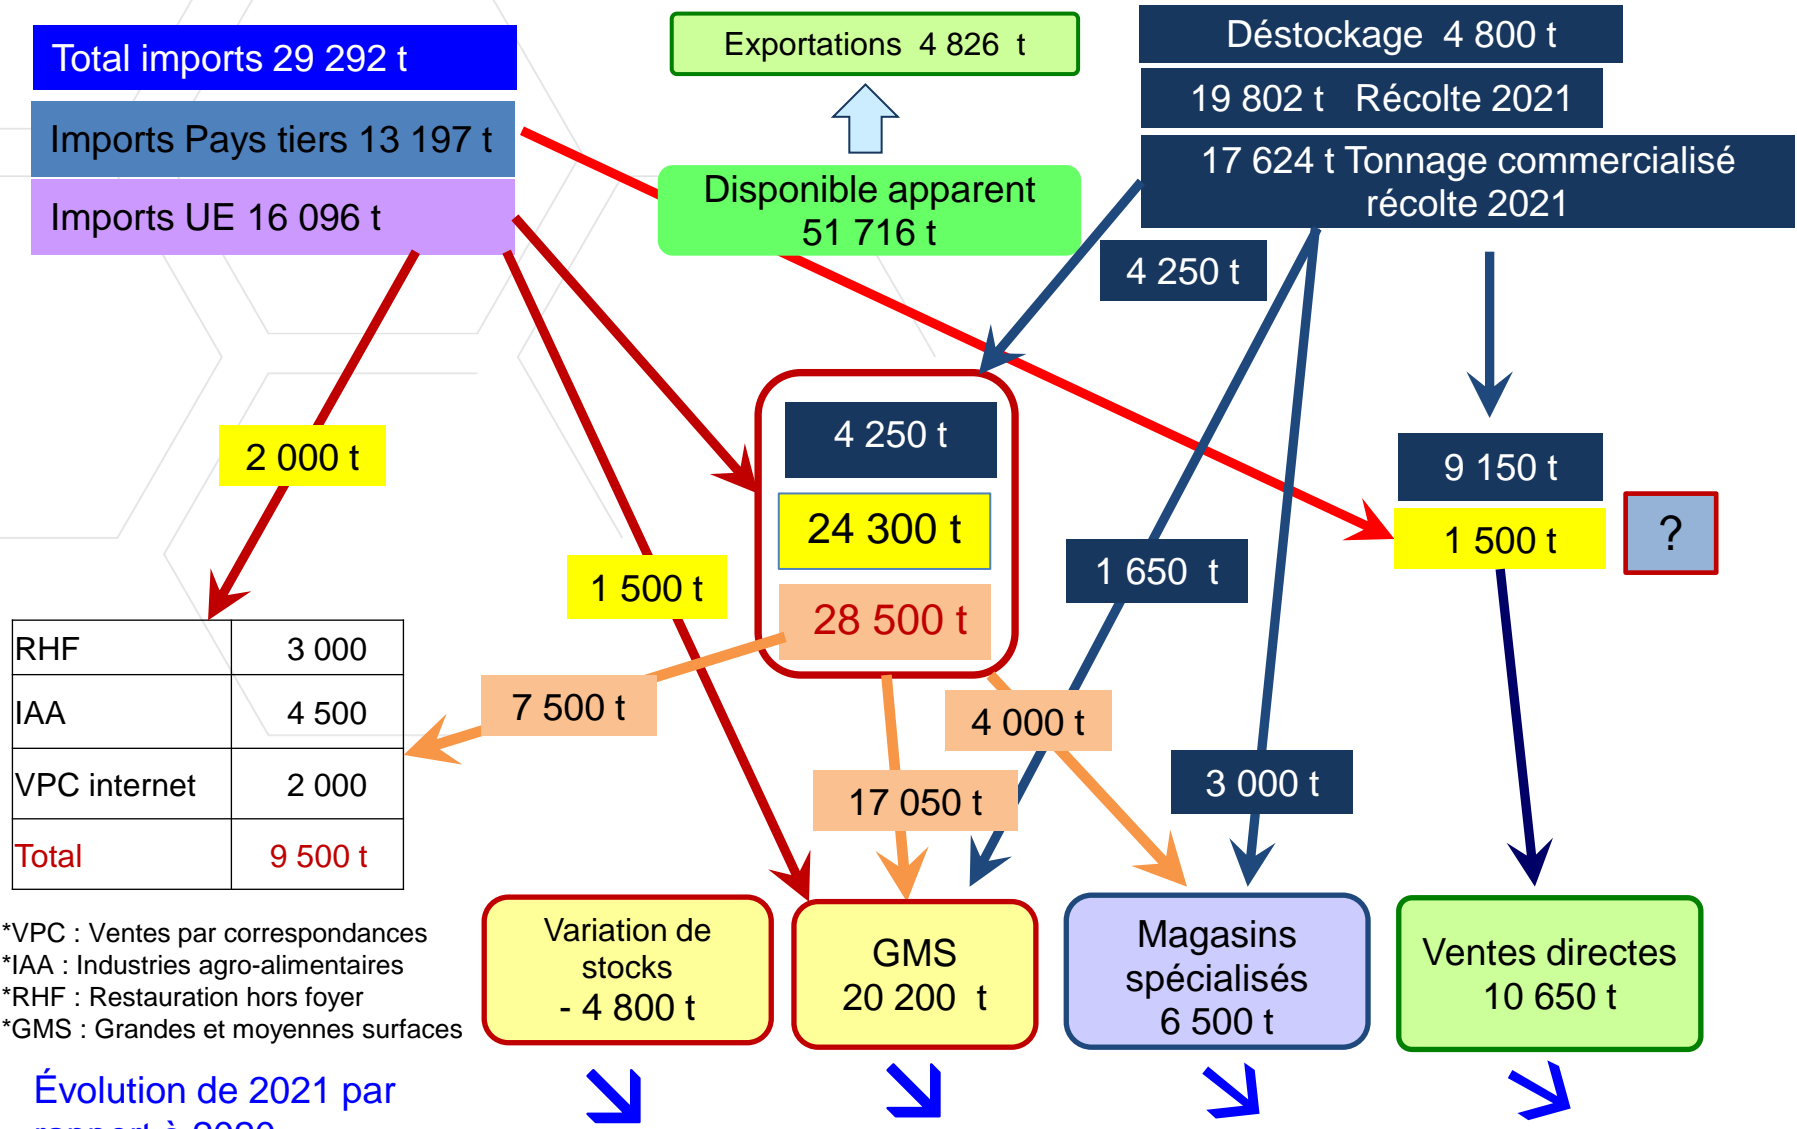 Total imports 29 292 t
Imports Pays tiers 13 197 t
Imports UE 16 096 t
Exportations 4 826 t
Disponible apparent
51 716 t
Déstockage 4 800 t
19 802 t Récolte 2021
17 624 t Tonnage commercialisé
récolte 2021
4 250 t
2 000 t
4 250 t
24 300 t
28 500 t
9 150 t
1 500 t
?
1 500 t
1 650 t
RHF 3 000
IAA 4 500
VPC internet 2 000
Total 9 500 t
7 500 t
4 000 t
17 050 t
3 000 t
*VPC : Ventes par correspondances
*IAA : Industries agro-alimentaires
*RHF : Restauration hors foyer
*GMS : Grandes et moyennes surfaces
Variation de
stocks
- 4 800 t
GMS
20 200 t
Magasins
spécialisés
6 500 t
Ventes directes
10 650 t
Évolution de 2021 par
rapport à 2020